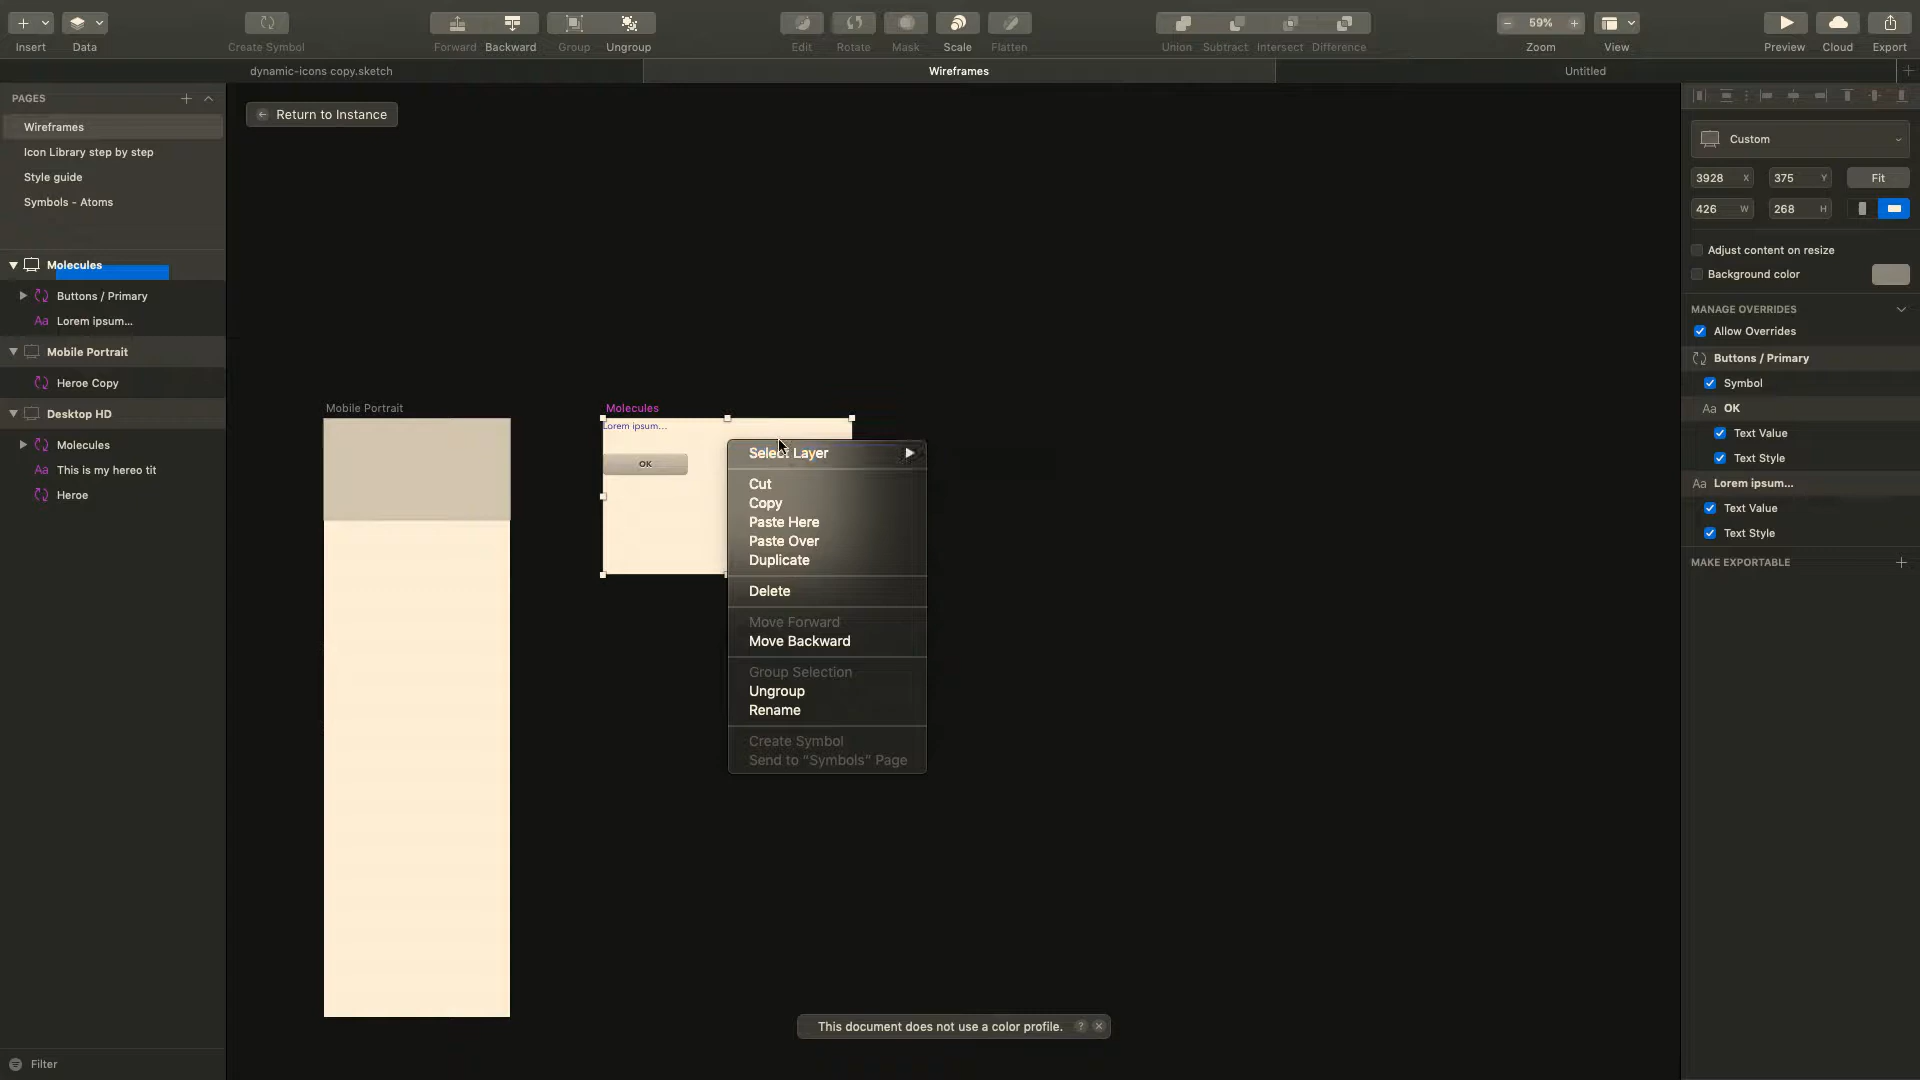 Insert
Data
Create Symbol
Forward
Backward
Group
Ungroup
Edit
Rotate
Mask
Scale
Flatten
Union
Subtract
Intersect
Difference
59%
Zoom
View
Preview
Cloud
Export
dynamic-icons copy.sketch
Wireframes
Untitled
PAGES
Wireframes
Icon Library step by step
Style guide
Symbols - Atoms
Molecules
Buttons / Primary
Aa Lorem ipsum...
Mobile Portrait
Heroe Copy
Desktop HD
Molecules
Aa This is my hereo tit
Heroe
Filter
Return to Instance
Mobile Portrait
Molecules
Lorem ipsum...
OK
Select Layer
Cut
Copy
Paste Here
Paste Over
Duplicate
Delete
Move Forward
Move Backward
Group Selection
Ungroup
Rename
Create Symbol
Send to “Symbols” Page
This document does not use a color profile. ?
Custom
3928 X 375 Y Fit
426 W 268 H
Adjust content on resize
Background color
MANAGE OVERRIDES
Allow Overrides
Buttons / Primary
Symbol
Aa OK
Text Value
Text Style
Aa Lorem ipsum...
Text Value
Text Style
MAKE EXPORTABLE